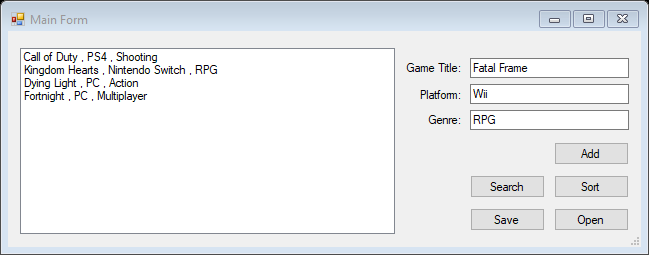 Main Form
Call of Duty , PS4 , Shooting
Kingdom Hearts , Nintendo Switch , RPG
Dying Light , PC , Action
Fortnight , PC , Multiplayer
Game Title: Fatal Frame
Platform: Wii
Genre: RPG
Add
Search Sort
Save Open